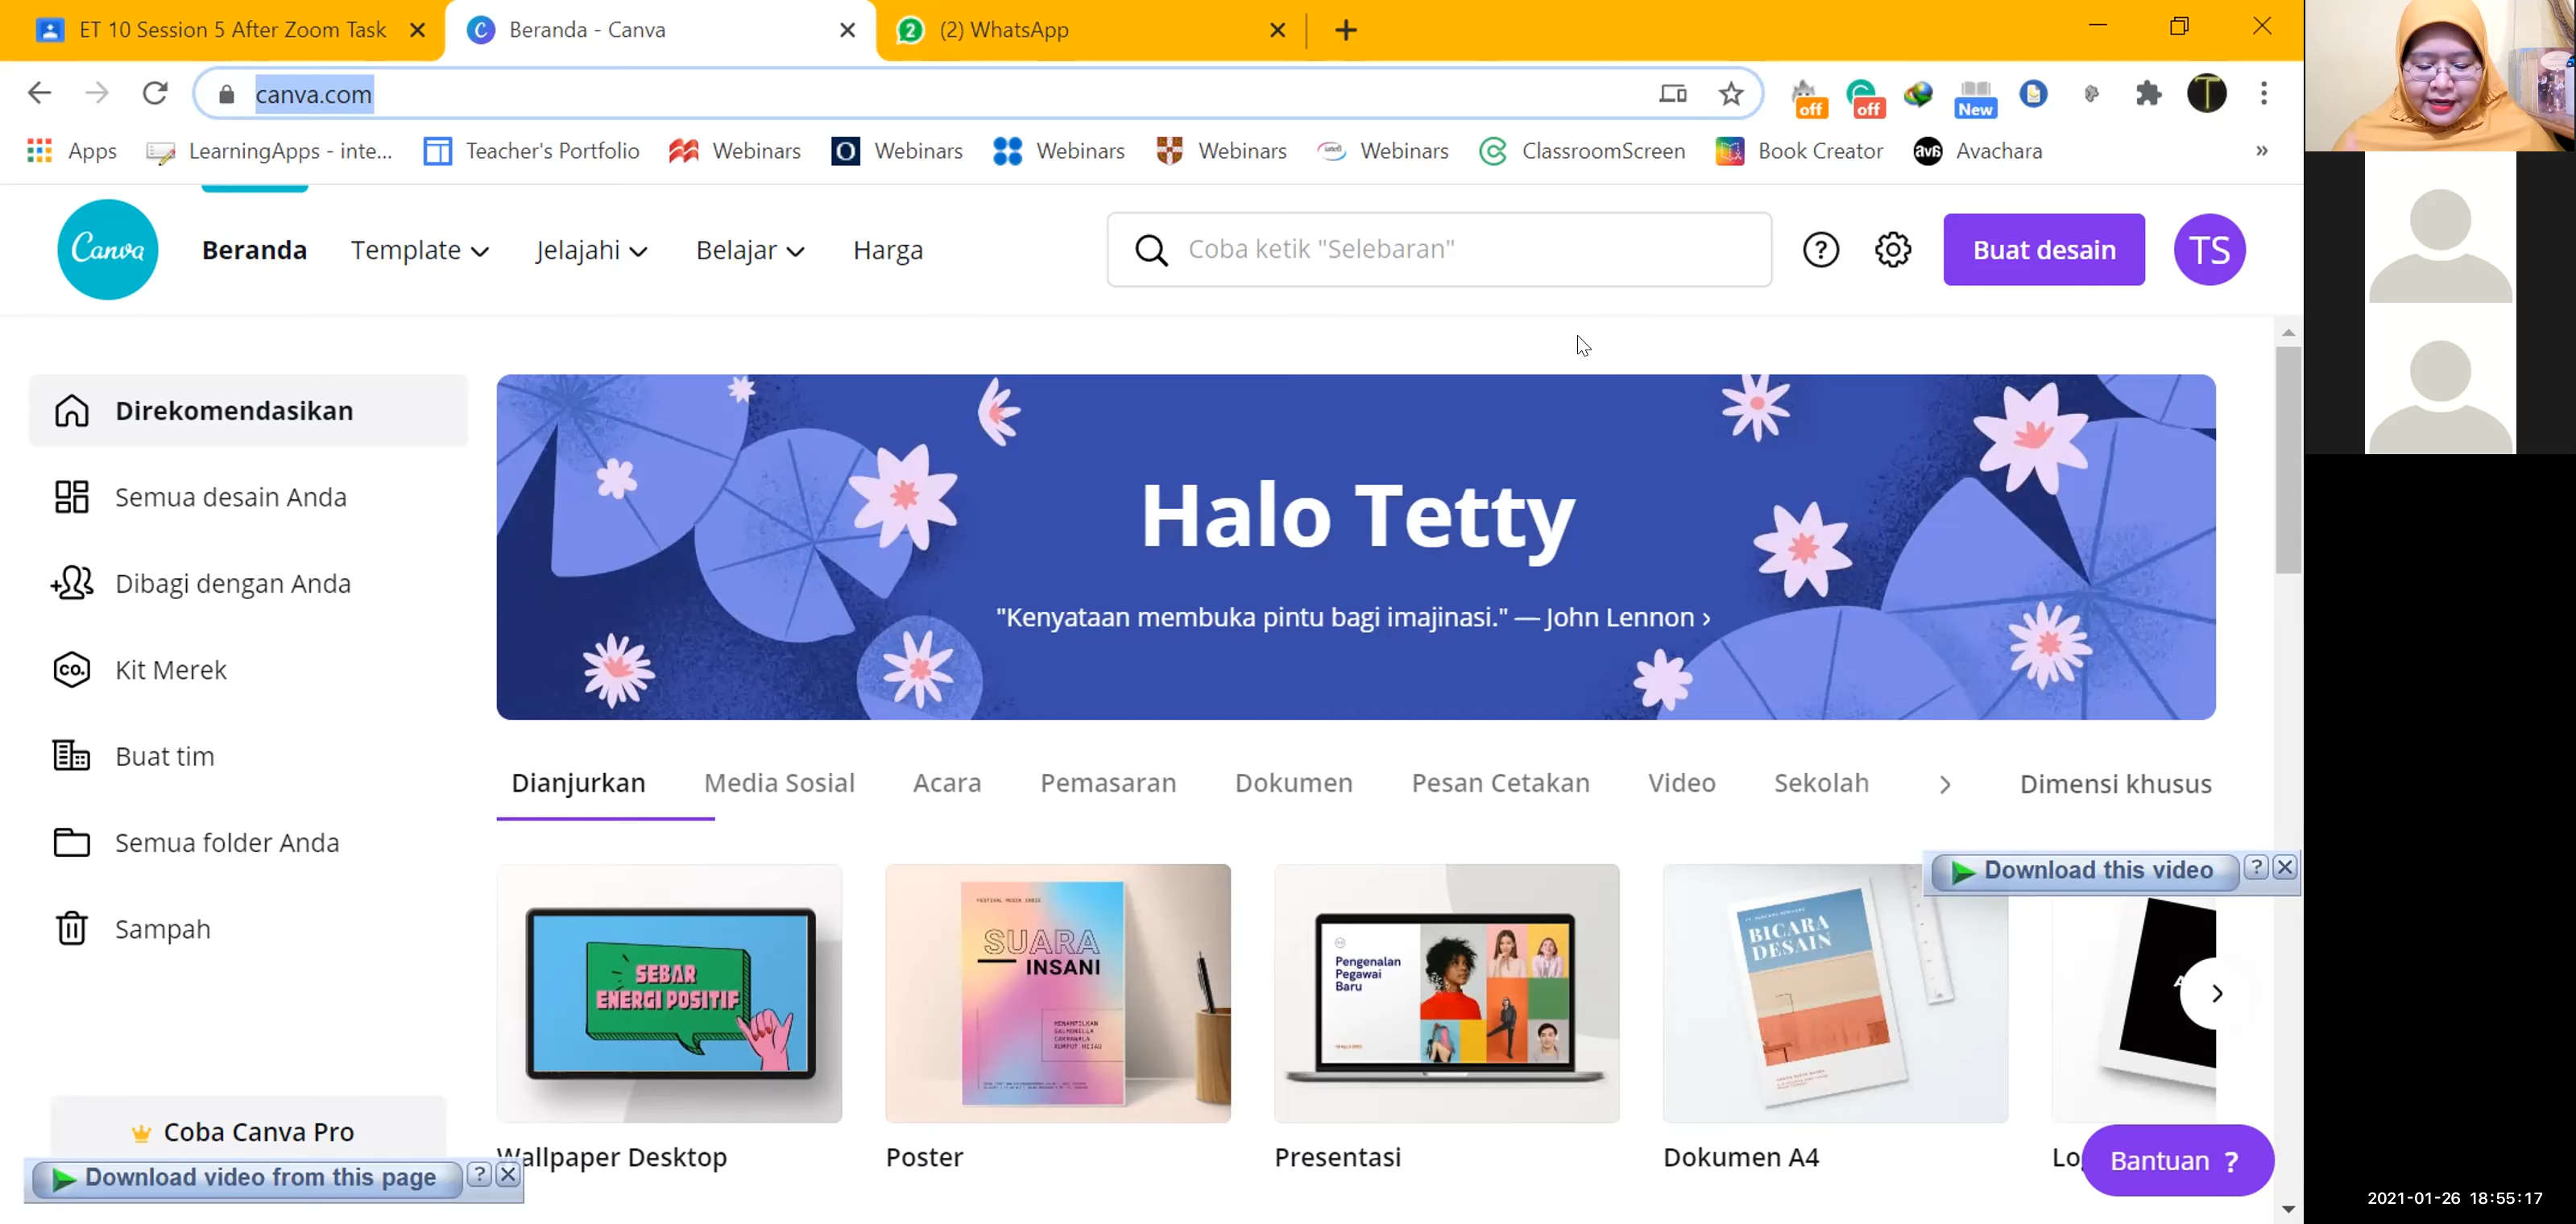 ET 10 Session 5 After Zoom Task
Beranda - Canva
(2) WhatsApp
canva.com
off
off
New
Apps
LearningApps - inte...
Teacher's Portfolio
Webinars
Webinars
Webinars
Webinars
Webinars
ClassroomScreen
Book Creator
Avachara
Canva
Beranda
Template
Jelajahi
Belajar
Harga
Coba ketik "Selebaran"
Buat desain
TS
Direkomendasikan
Semua desain Anda
Dibagi dengan Anda
Kit Merek
Buat tim
Semua folder Anda
Sampah
Coba Canva Pro
Download video from this page
Halo Tetty
"Kenyataan membuka pintu bagi imajinasi." — John Lennon ›
Dianjurkan
Media Sosial
Acara
Pemasaran
Dokumen
Pesan Cetakan
Video
Sekolah
Dimensi khusus
Download this video
SEBAR
ENERGI POSITIF
SUARA
INSANI
Pengenalan
Pegawai
Baru
BICARA
DESAIN
Wallpaper Desktop
Poster
Presentasi
Dokumen A4
Bantuan ?
2021-01-26 18:55:17